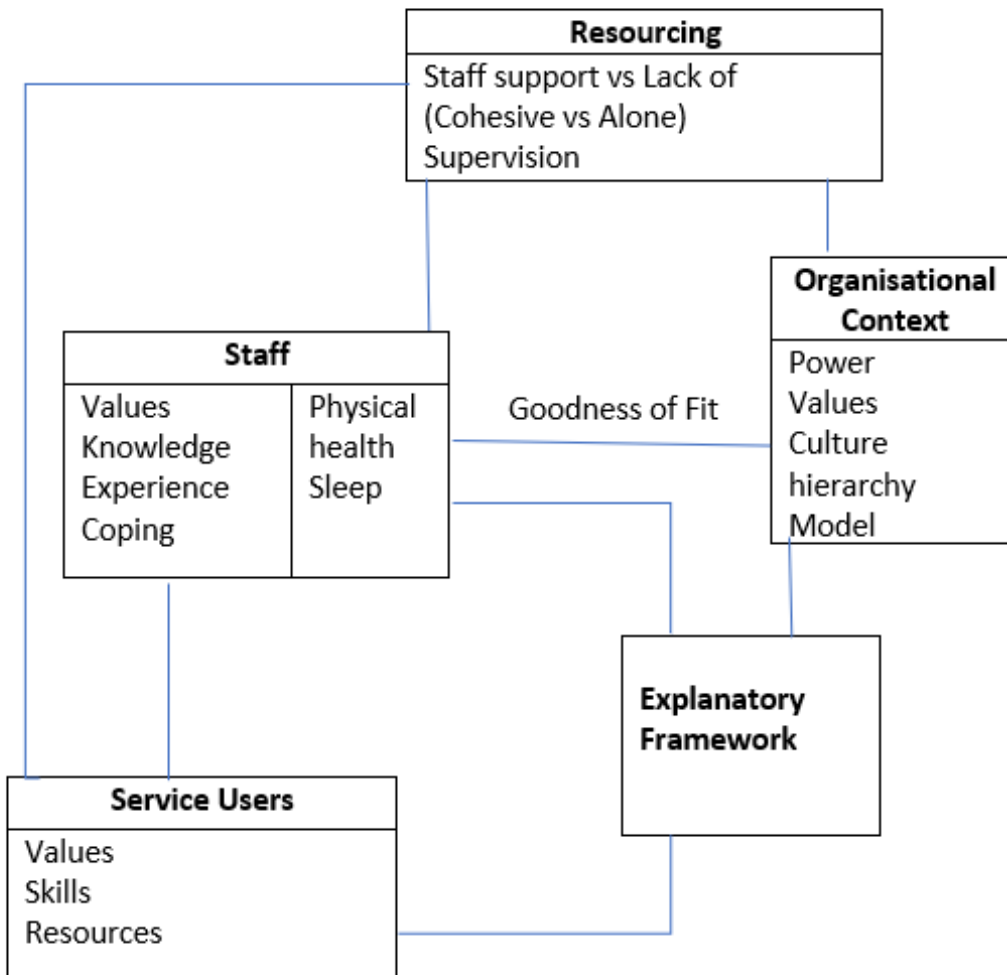 Resourcing
Staff support vs Lack of
(Cohesive vs Alone)
Supervision
Organisational
Context
Power
Values
Culture
hierarchy
Model
Staff
Values
Knowledge
Experience
Coping
Physical
health
Sleep
Goodness of Fit
Explanatory
Framework
Service Users
Values
Skills
Resources